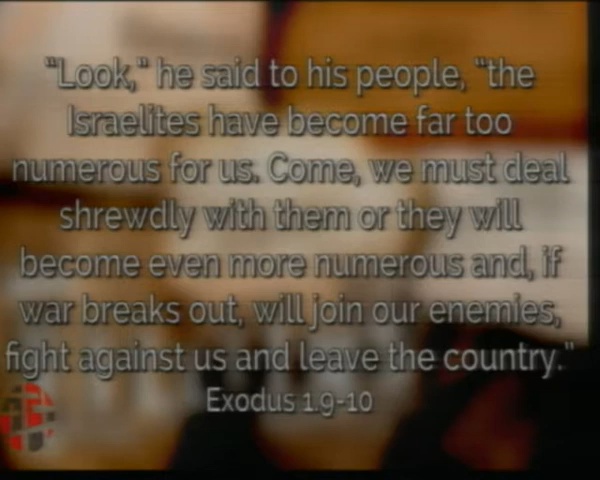 "Look," he said to his people, "the
Israelites have become far too
numerous for us. Come, we must deal
shrewdly with them or they will
become even more numerous and, if
war breaks out, will join our enemies,
fight against us and leave the country."
Exodus 1.9-10